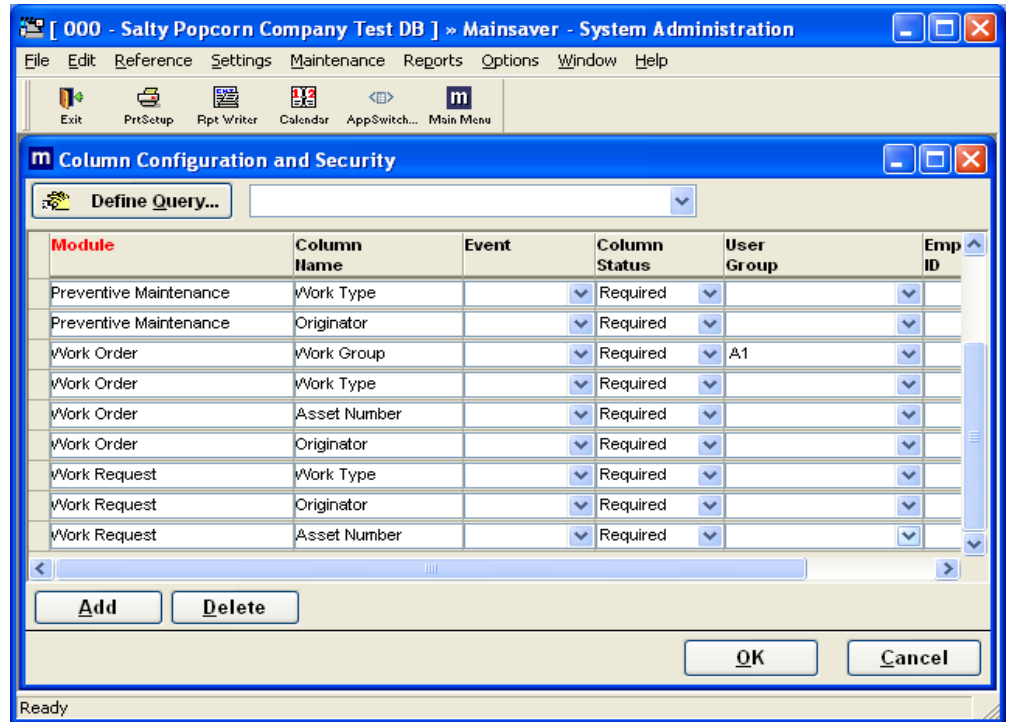 [ 000 - Salty Popcorn Company Test DB ] » Mainsaver - System Administration
File Edit Reference Settings Maintenance Reports Options Window Help
Exit PrtSetup Rpt Writer Calendar AppSwitch... Main Menu
m Column Configuration and Security
Define Query...
Module Column Name Event Column Status User Group Emp ID
Preventive Maintenance Work Type Required
Preventive Maintenance Originator Required
Work Order Work Group Required A1
Work Order Work Type Required
Work Order Asset Number Required
Work Order Originator Required
Work Request Work Type Required
Work Request Originator Required
Work Request Asset Number Required
Add Delete
OK Cancel
Ready